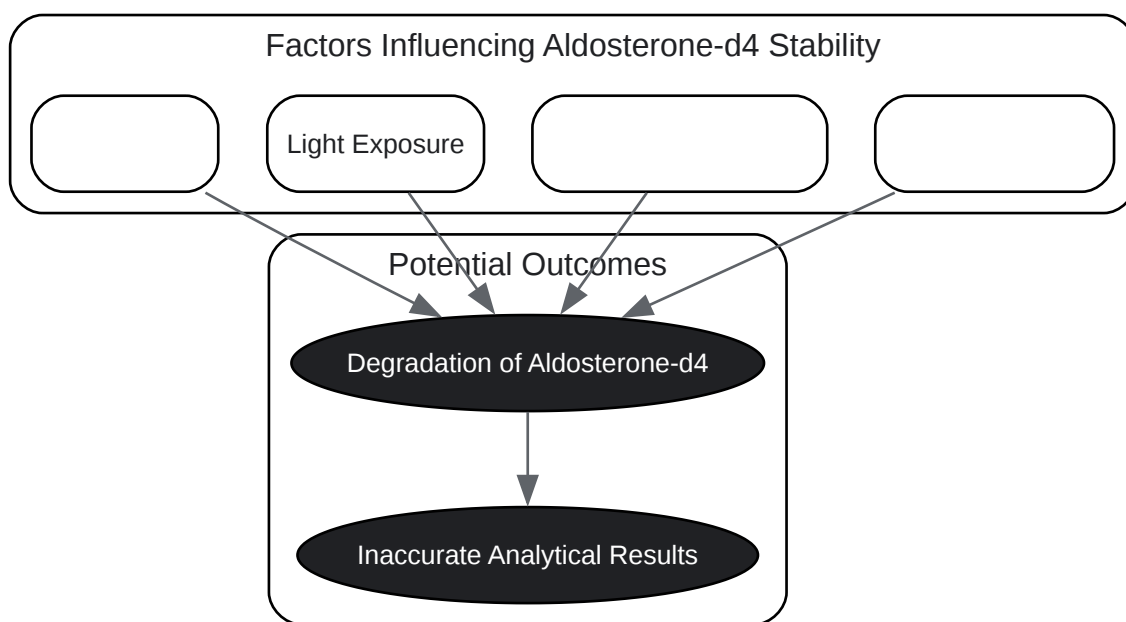 Factors Influencing Aldosterone-d4 Stability
Light Exposure
Potential Outcomes
Degradation of Aldosterone-d4
Inaccurate Analytical Results